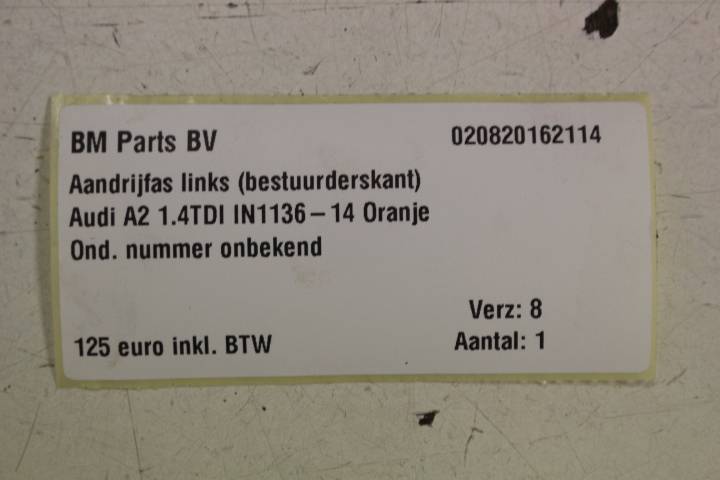 BM Parts BV 020820162114
Aandrijfas links (bestuurderskant)
Audi A2 1.4TDI IN1136 – 14 Oranje
Ond. nummer onbekend
Verz: 8
125 euro inkl. BTW Aantal: 1